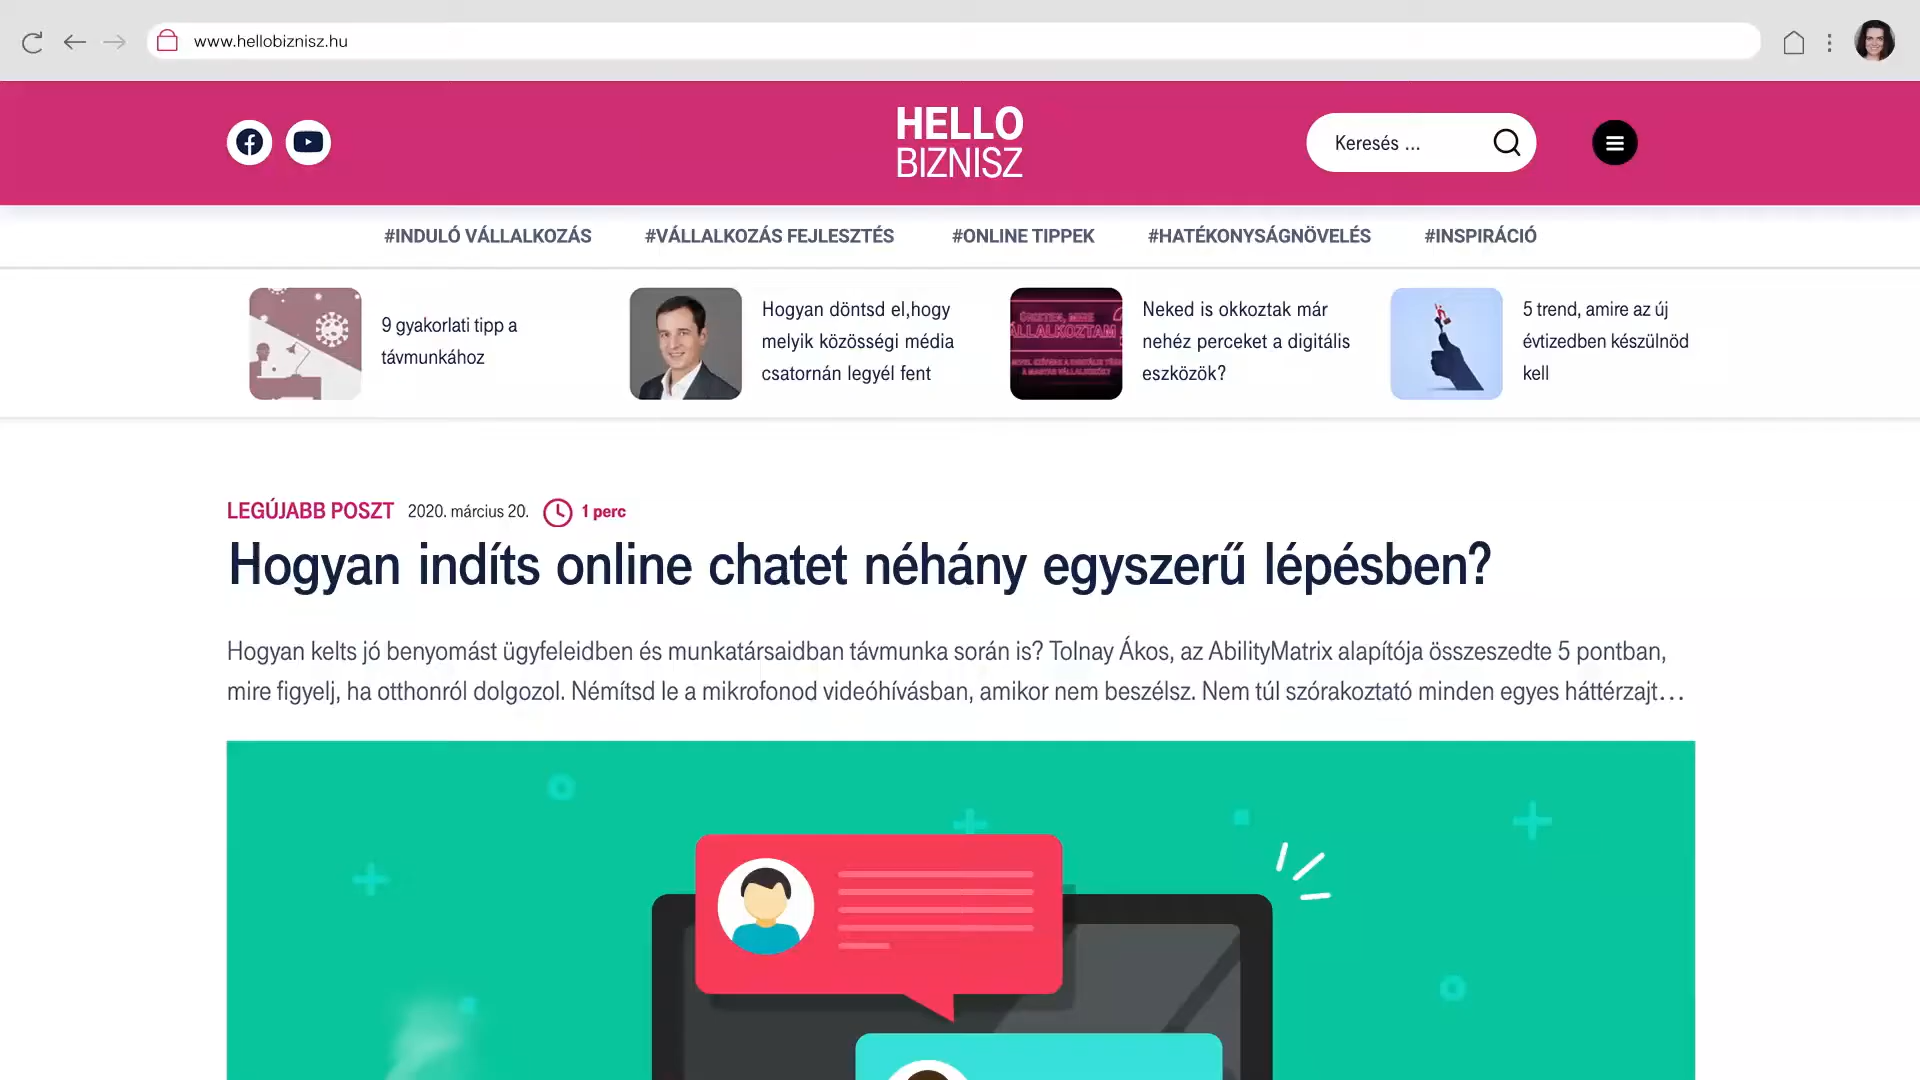 www.hellobiznisz.hu
HELLO
BIZNISZ
Keresés ...
#INDULÓ VÁLLALKOZÁS #VÁLLALKOZÁS FEJLESZTÉS #ONLINE TIPPEK #HATÉKONYSÁGNÖVELÉS #INSPIRÁCIÓ
9 gyakorlati tipp a
távmunkához
Hogyan döntsd el,hogy
melyik közösségi média
csatornán legyél fent
Neked is okkoztak már
nehéz perceket a digitális
eszközök?
5 trend, amire az új
évtizedben készülnöd
kell
LEGÚJABB POSZT 2020. március 20. 1 perc
Hogyan indíts online chatet néhány egyszerű lépésben?
Hogyan kelts jó benyomást ügyfeleidben és munkatársaidban távmunka során is? Tolnay Ákos, az AbilityMatrix alapítója összeszedte 5 pontban,
mire figyelj, ha otthonról dolgozol. Némítsd le a mikrofonod videóhívásban, amikor nem beszélsz. Nem túl szórakoztató minden egyes háttérzajt…